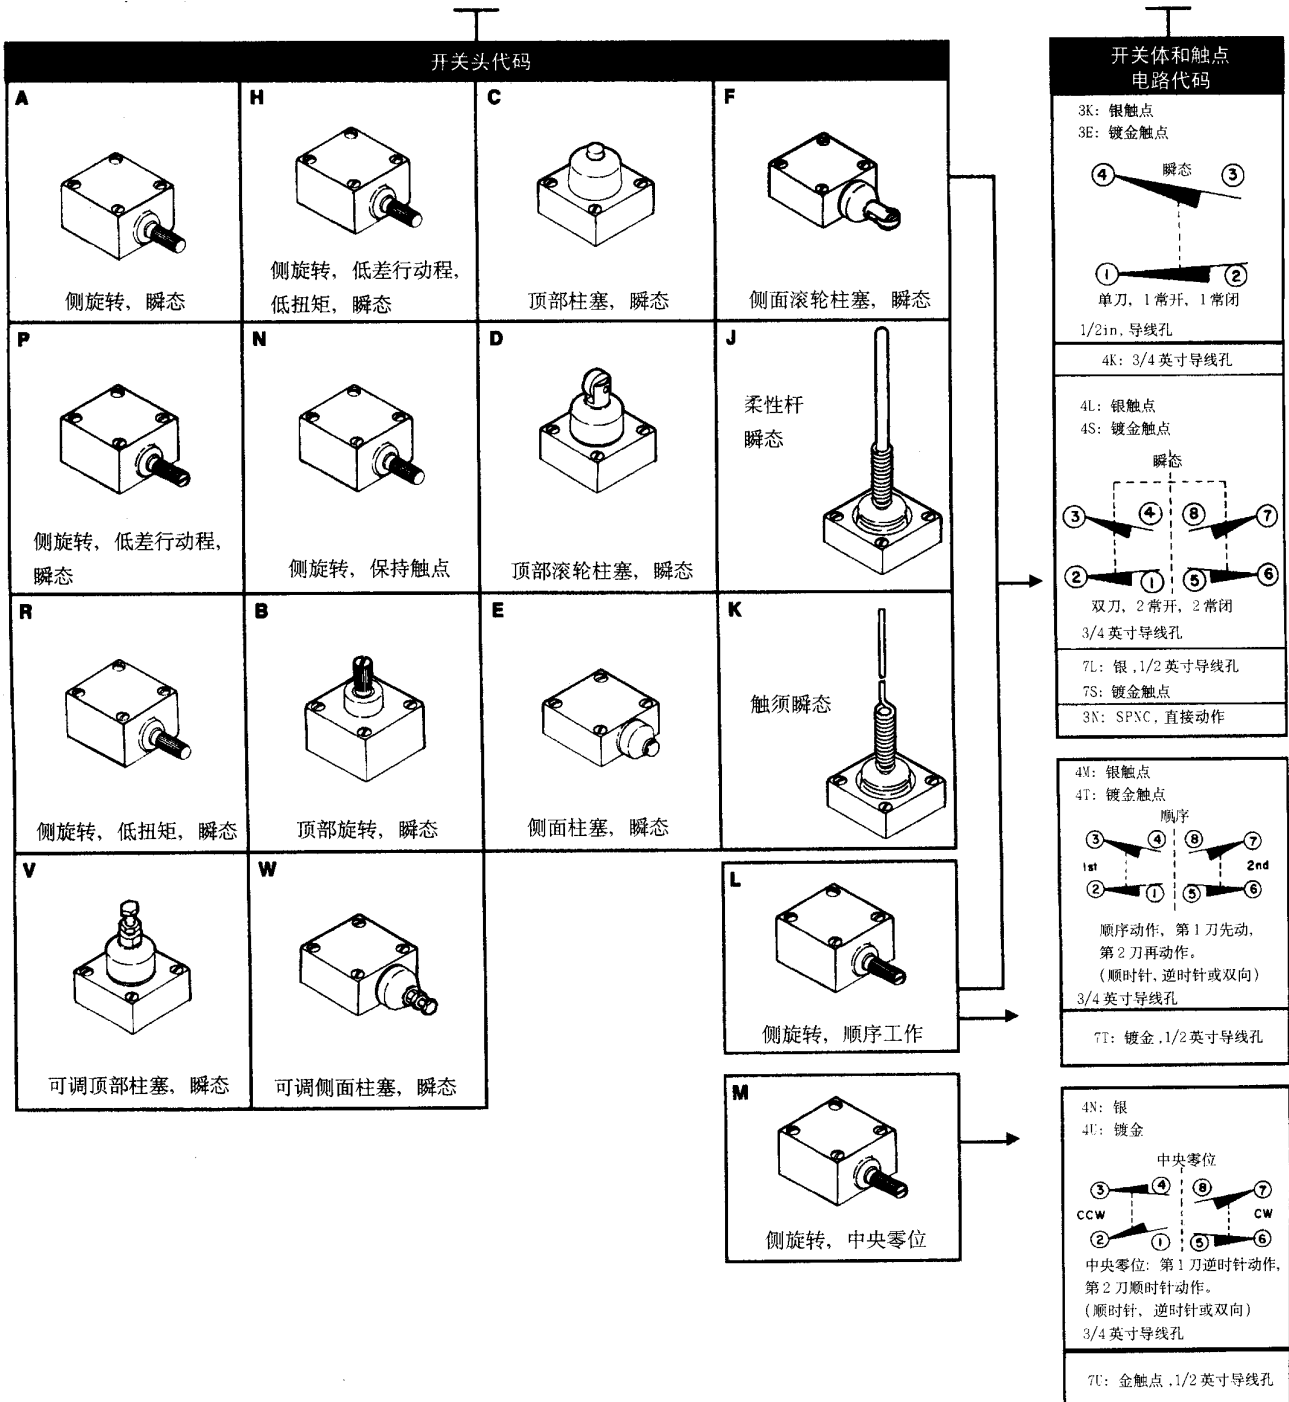 开关头代码
A
侧旋转，瞬态
H
侧旋转，低差行动程，
低扭矩，瞬态
C
顶部柱塞，瞬态
F
侧面滚轮柱塞，瞬态
P
侧旋转，低差行动程，
瞬态
N
侧旋转，保持触点
D
顶部滚轮柱塞，瞬态
J
柔性杆
瞬态
R
侧旋转，低扭矩，瞬态
B
顶部旋转，瞬态
E
侧面柱塞，瞬态
K
触须瞬态
V
可调顶部柱塞，瞬态
W
可调侧面柱塞，瞬态
L
侧旋转，顺序工作
M
侧旋转，中央零位
开关体和触点
电路代码
3K：银触点
3E：镀金触点
瞬态
④ ③
① ②
单刀，1常开，1常闭
1/2in，导线孔
4K：3/4英寸导线孔
4L：银触点
4S：镀金触点
瞬态
③ ④ ⑧ ⑦
② ① ⑤ ⑥
双刀，2常开，2常闭
3/4英寸导线孔
7L：银，1/2英寸导线孔
7S：镀金触点
3N：SPNC，直接动作
4M：银触点
4T：镀金触点
顺序
③ ④ ⑧ ⑦
1st 2nd
② ① ⑤ ⑥
顺序动作，第1刀先动，
第2刀再动作。
（顺时针，逆时针或双向）
3/4英寸导线孔
7T：镀金，1/2英寸导线孔
4N：银
4U：镀金
中央零位
③ ④ ⑧ ⑦
CCW CW
② ① ⑤ ⑥
中央零位：第1刀逆时针动作，
第2刀顺时针动作。
（顺时针、逆时针或双向）
3/4英寸导线孔
7U：金触点，1/2英寸导线孔